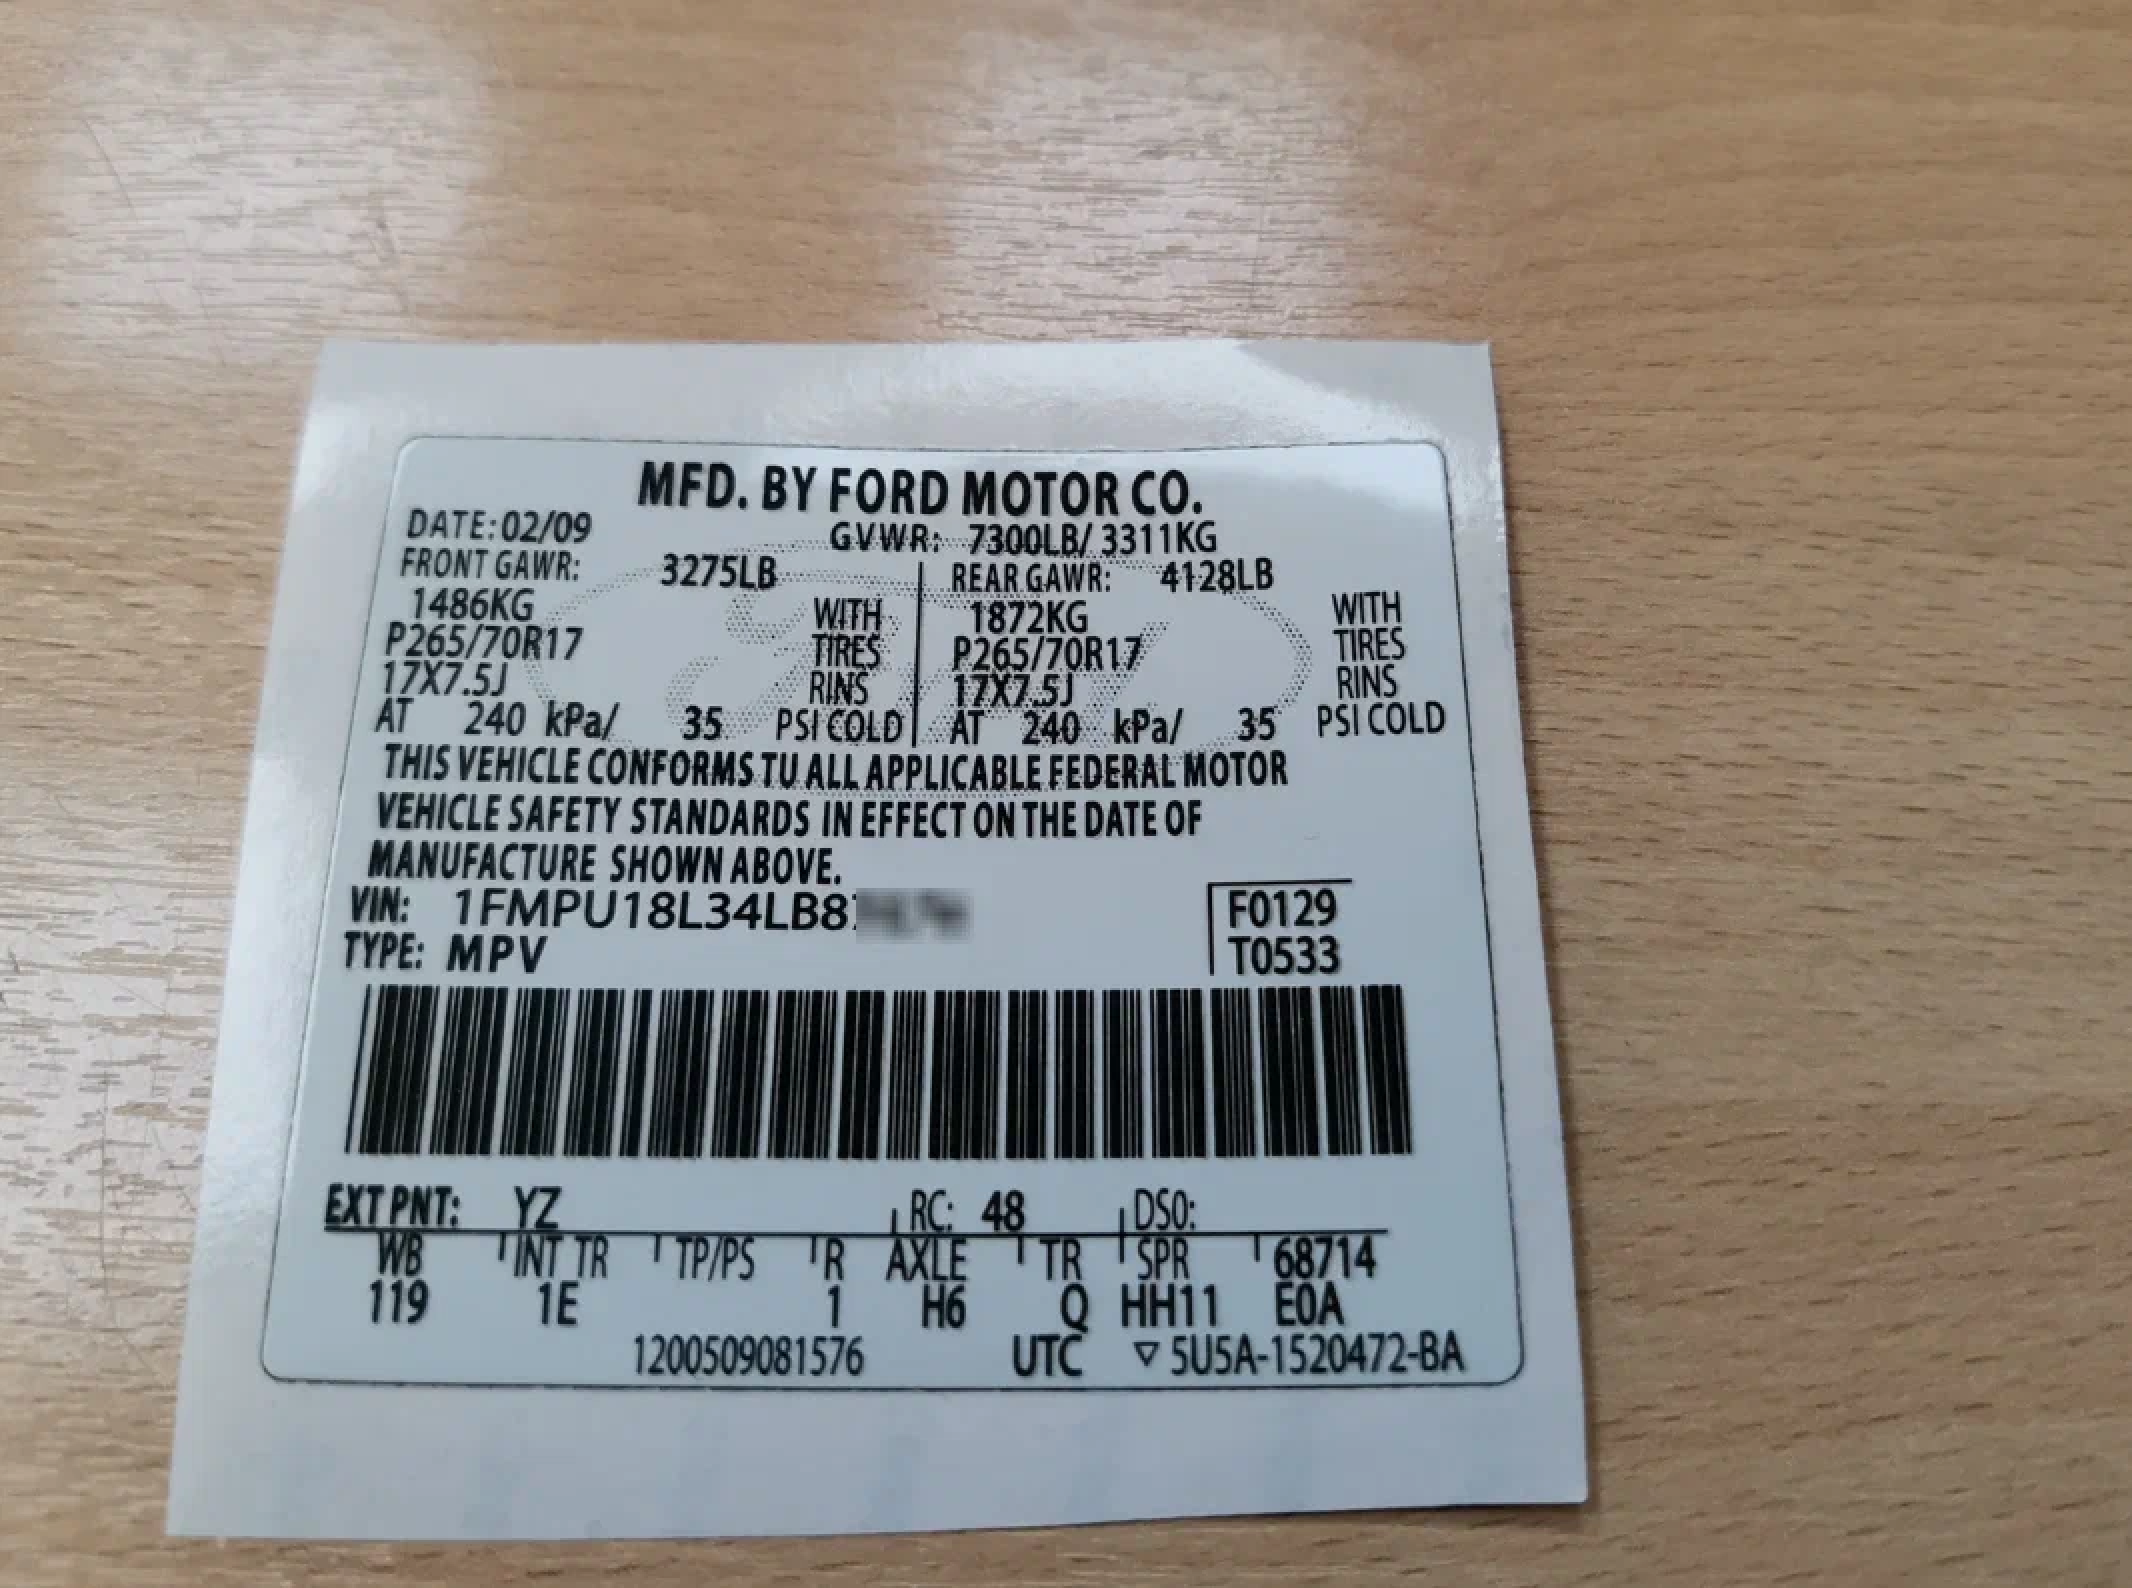 MFD. BY FORD MOTOR CO.
DATE: 02/09 GVWR: 7300LB/ 3311KG
FRONT GAWR: 3275LB REAR GAWR: 4128LB
1486KG WITH 1872KG WITH
P265/70R17 TIRES P265/70R17 TIRES
17X7.5J RINS 17X7.5J RINS
AT 240 kPa/ 35 PSI COLD AT 240 kPa/ 35 PSI COLD
THIS VEHICLE CONFORMS TU ALL APPLICABLE FEDERAL MOTOR
VEHICLE SAFETY STANDARDS IN EFFECT ON THE DATE OF
MANUFACTURE SHOWN ABOVE.
VIN: 1FMPU18L34LB8 F0129
TYPE: MPV T0533
EXT PNT: YZ RC: 48 DS0:
WB INT TR TP/PS R AXLE TR SPR 68714
119 1E 1 H6 Q HH11 E0A
1200509081576 UTC ▽ 5U5A-1520472-BA